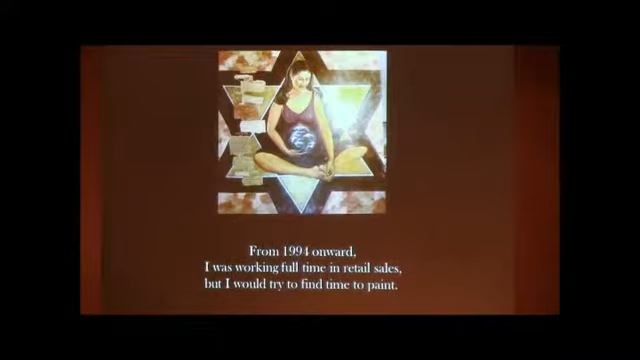 From 1994 onward,
I was working full time in retail sales,
but I would try to find time to paint.